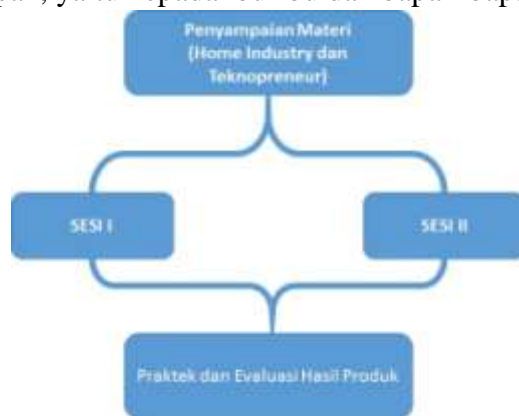 Penyampaian Materi
(Home Industry dan
Teknopreneur)
SESI I
SESI II
Praktek dan Evaluasi Hasil Produk